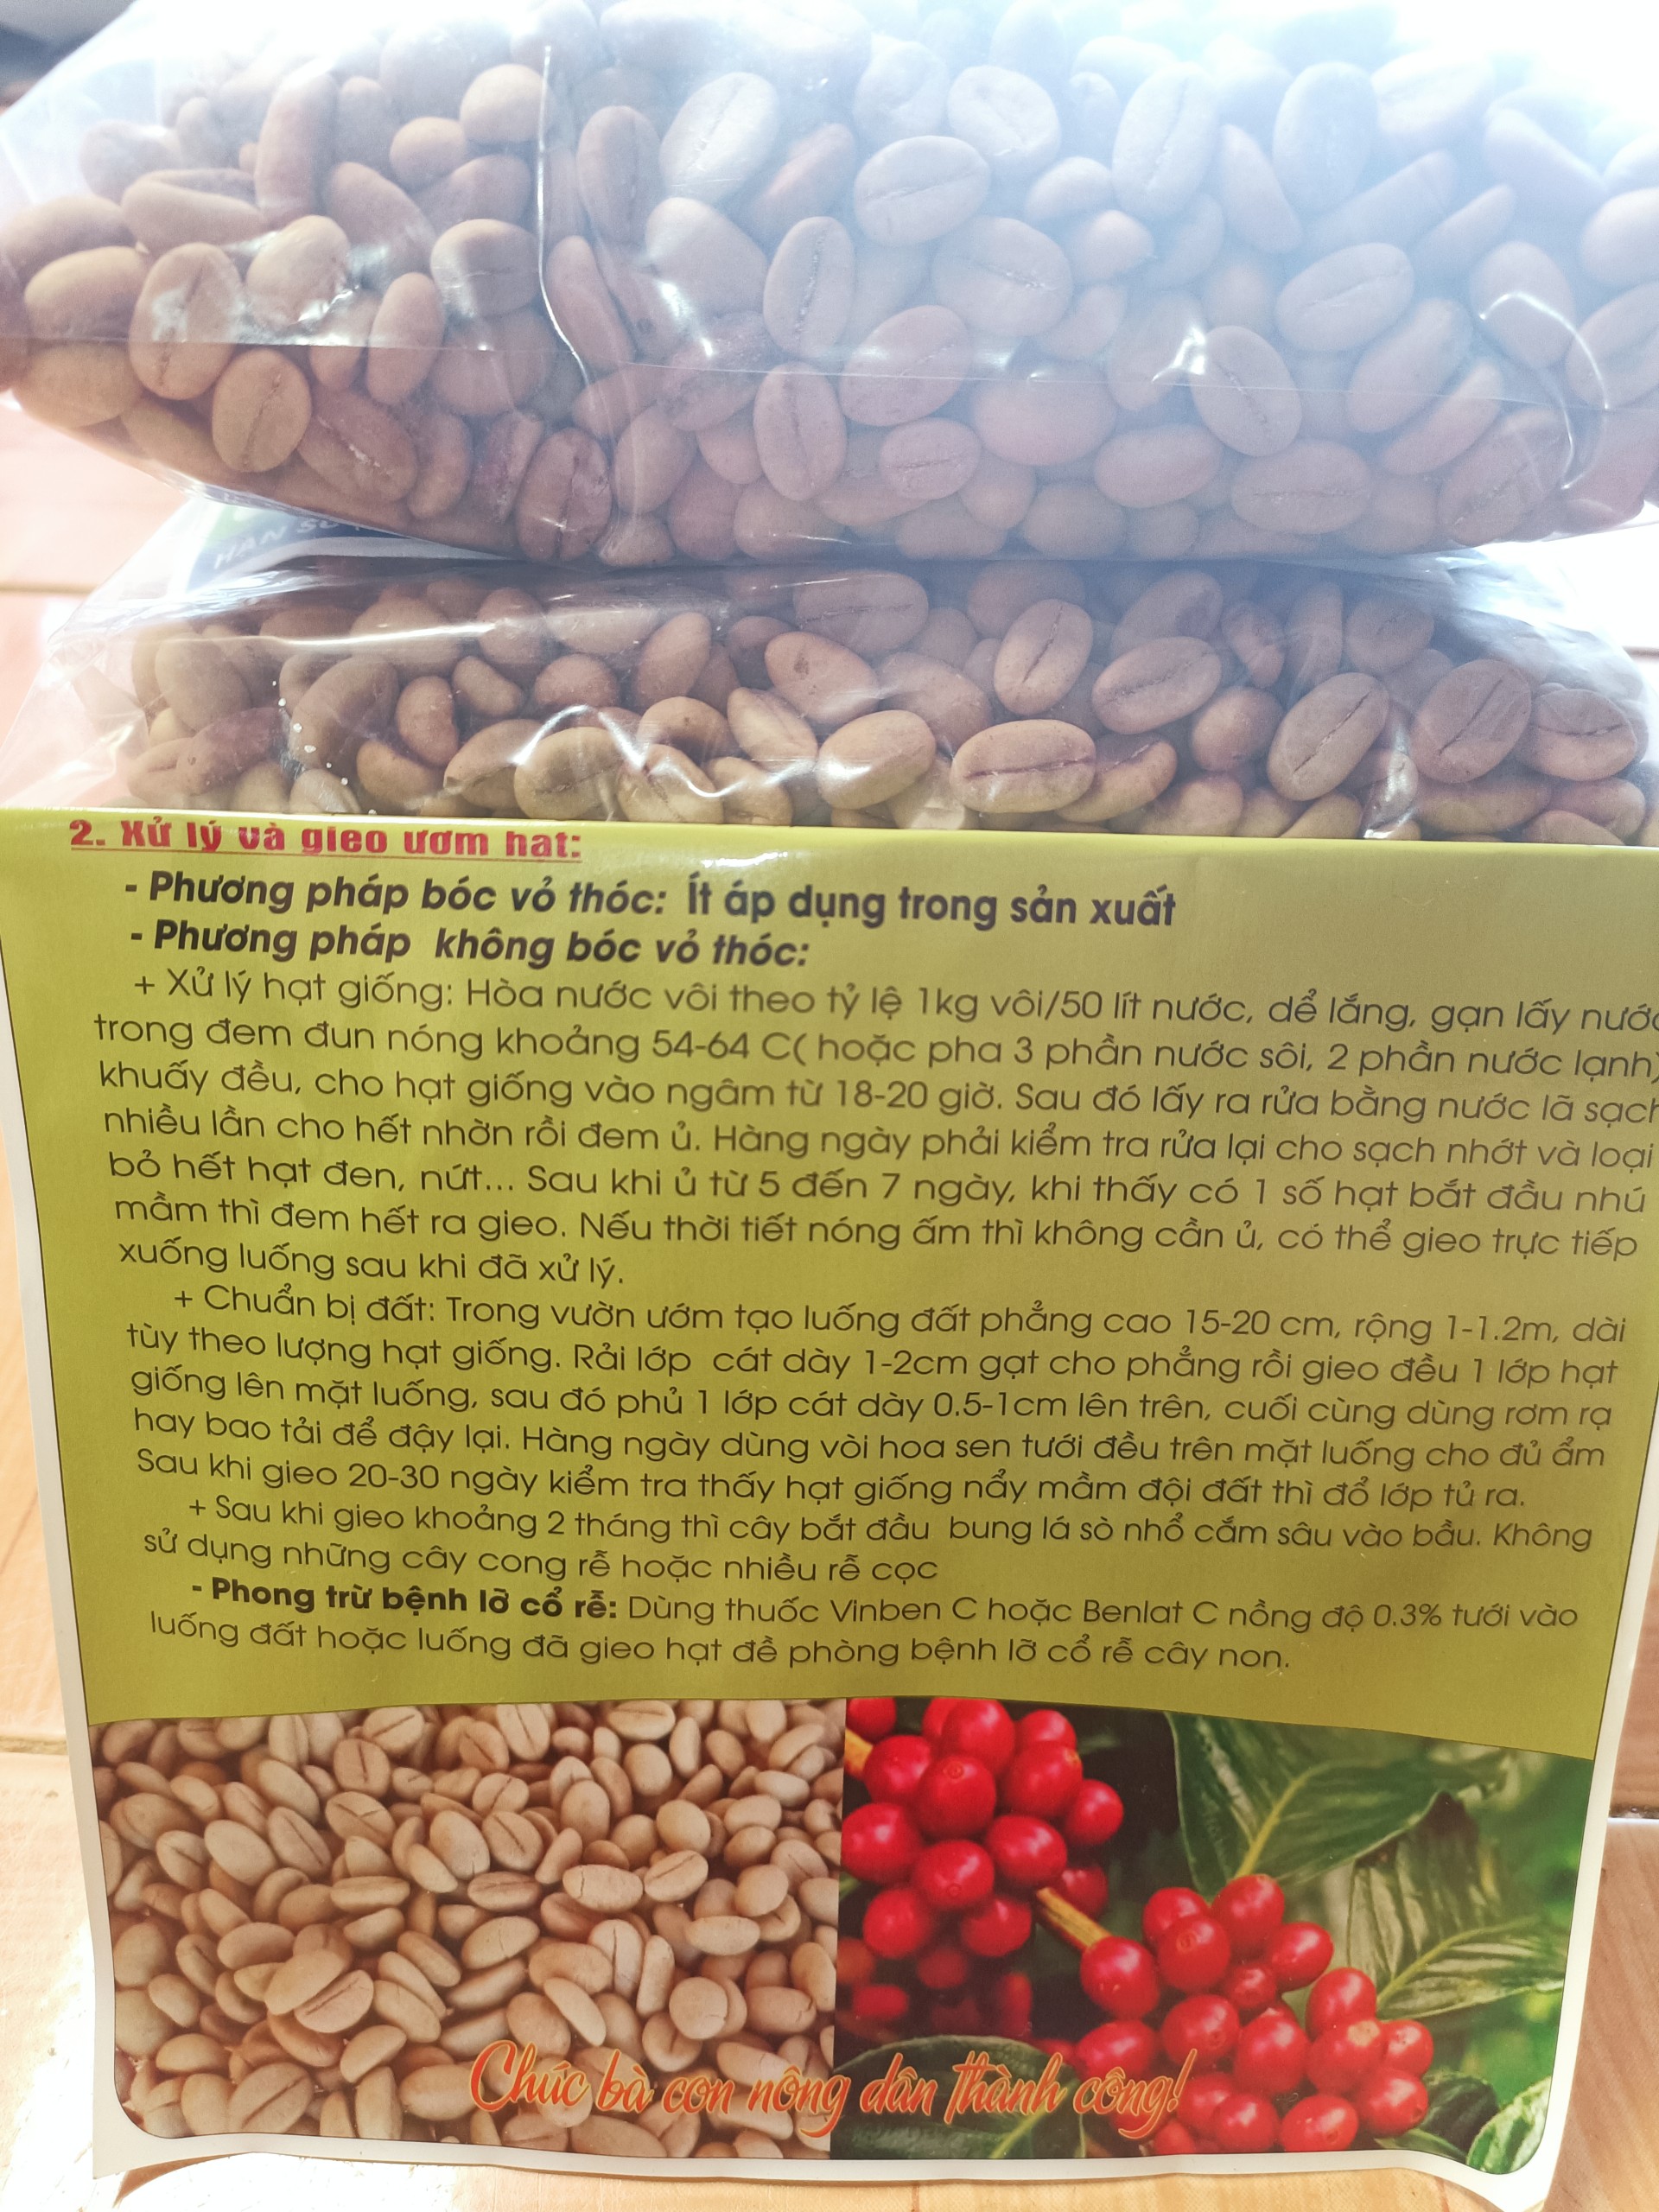 HÀN
2. Xử lý và gieo ươm hạt:
- Phương pháp bóc vỏ thóc: Ít áp dụng trong sản xuất
- Phương pháp không bóc vỏ thóc:
+ Xử lý hạt giống: Hòa nước vôi theo tỷ lệ 1kg vôi/50 lít nước, dể lắng, gạn lấy nước
trong đem đun nóng khoảng 54-64 C( hoặc pha 3 phần nước sôi, 2 phần nước lạnh)
khuấy đều, cho hạt giống vào ngâm từ 18-20 giờ. Sau đó lấy ra rửa bằng nước lã sạch
nhiều lần cho hết nhờn rồi đem ủ. Hàng ngày phải kiểm tra rửa lại cho sạch nhớt và loại
bỏ hết hạt đen, nứt... Sau khi ủ từ 5 đến 7 ngày, khi thấy có 1 số hạt bắt đầu nhú
mầm thì đem hết ra gieo. Nếu thời tiết nóng ấm thì không cần ủ, có thể gieo trực tiếp
xuống luống sau khi đã xử lý.
+ Chuẩn bị đất: Trong vườn ướm tạo luống đất phẳng cao 15-20 cm, rộng 1-1.2m, dài
tùy theo lượng hạt giống. Rải lớp cát dày 1-2cm gạt cho phẳng rồi gieo đều 1 lớp hạt
giống lên mặt luống, sau đó phủ 1 lớp cát dày 0.5-1cm lên trên, cuối cùng dùng rơm rạ
hay bao tải để đậy lại. Hàng ngày dùng vòi hoa sen tưới đều trên mặt luống cho đủ ẩm
Sau khi gieo 20-30 ngày kiểm tra thấy hạt giống nẩy mầm đội đất thì đổ lớp tủ ra.
+ Sau khi gieo khoảng 2 tháng thì cây bắt đầu bung lá sò nhổ cắm sâu vào bầu. Không
sử dụng những cây cong rễ hoặc nhiều rễ cọc
- Phong trừ bệnh lỡ cổ rễ: Dùng thuốc Vinben C hoặc Benlat C nồng độ 0.3% tưới vào
luống đất hoặc luống đã gieo hạt đề phòng bệnh lỡ cổ rễ cây non.
Chúc bà con nông dân thành công!